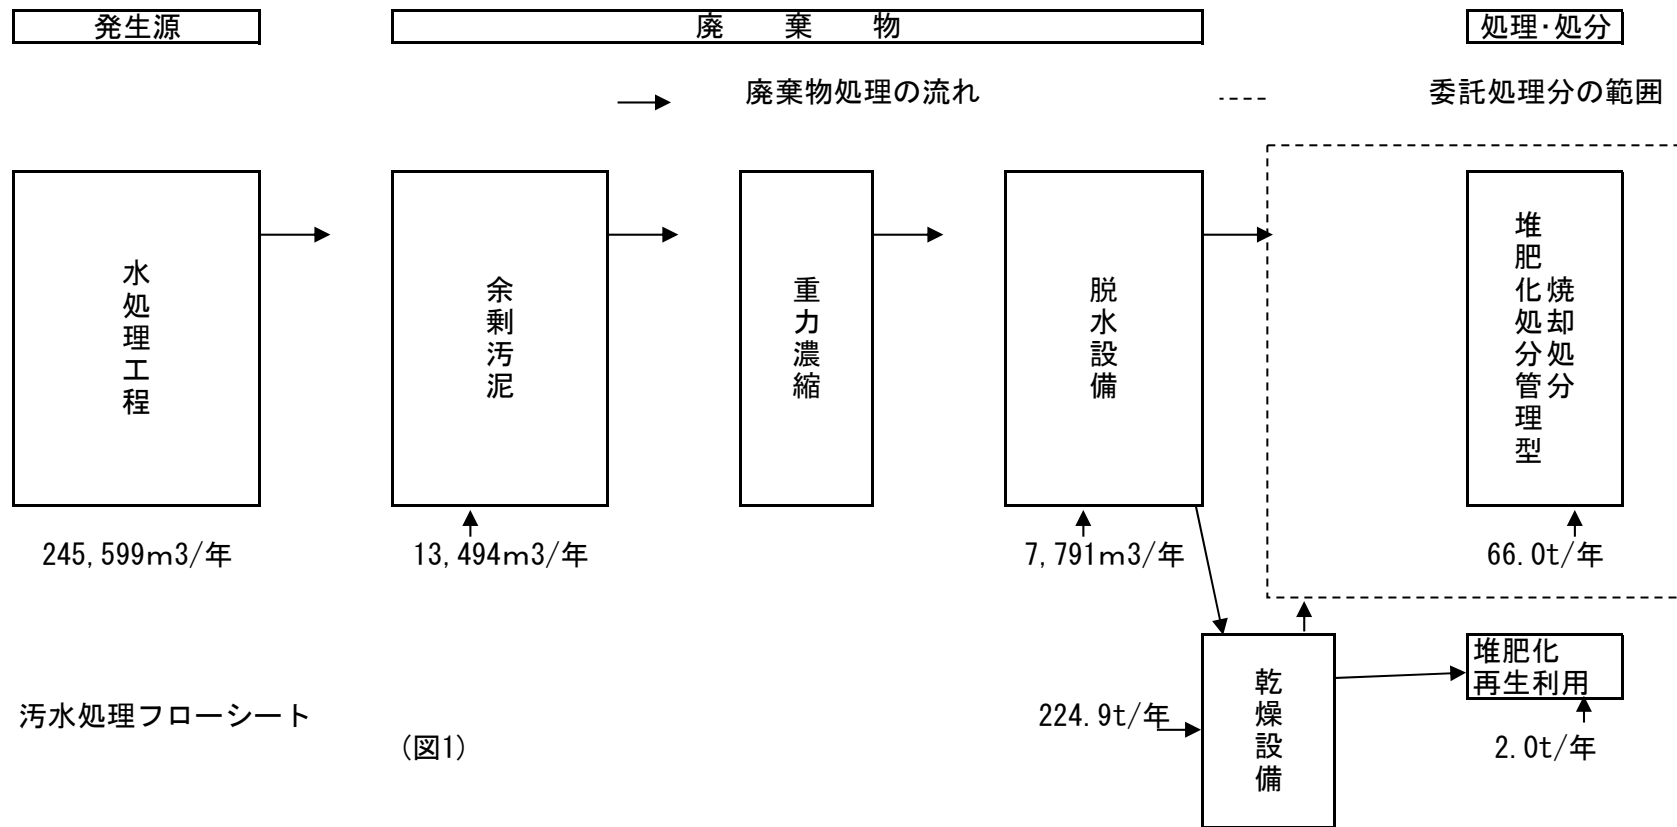 発生源
廃棄物
処理・処分
廃棄物処理の流れ
委託処理分の範囲
水処理工程
余剰汚泥
重力濃縮
脱水設備
焼却処分
堆肥化処分管理型
245,599m3/年
13,494m3/年
7,791m3/年
66.0t/年
堆肥化
再生利用
乾燥設備
224.9t/年
2.0t/年
汚水処理フローシート
(図1)